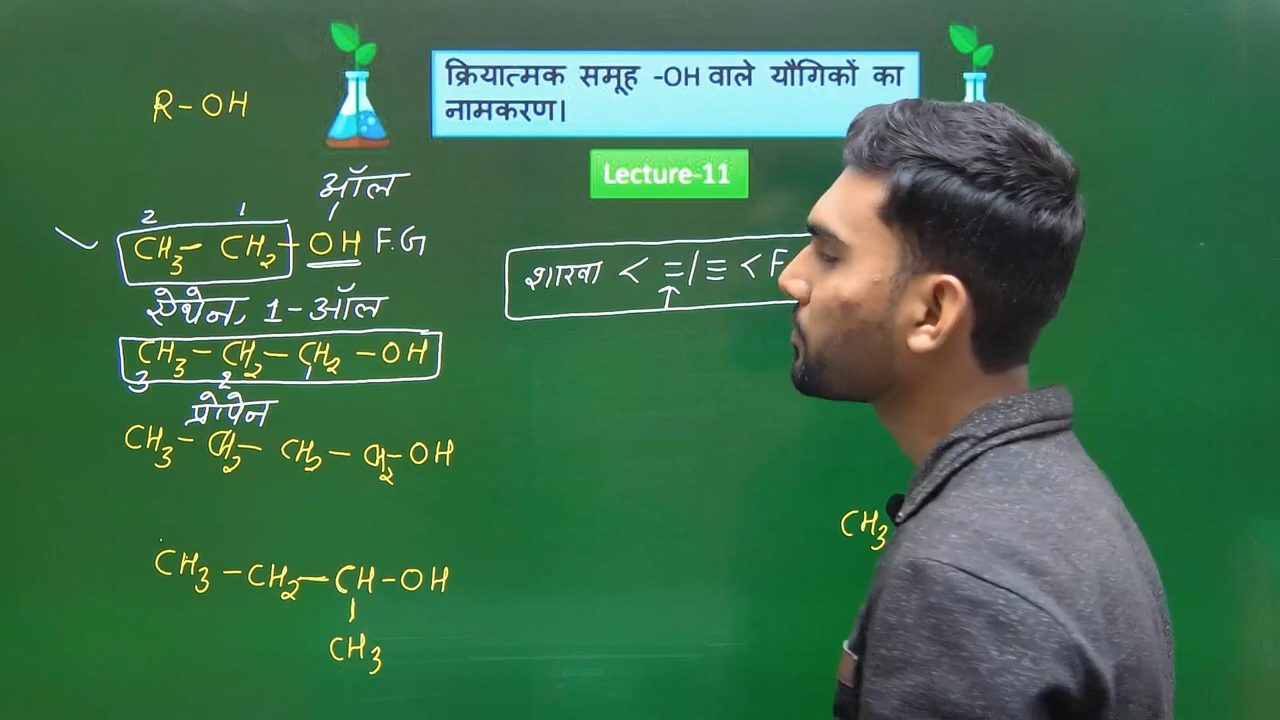 क्रियात्मक समूह -OH वाले यौगिकों का
नामकरण।
Lecture-11
R-OH
ऑल
2 1
CH3- CH2-OH F.G
ऐथेन, 1-ऑल
CH3-CH2-CH2-OH
3 2 1
प्रोपेन
CH3-CH2-CH2-CH2-OH
CH3-CH2-CH-OH
CH3
शाखा < =/≡ < F
CH3